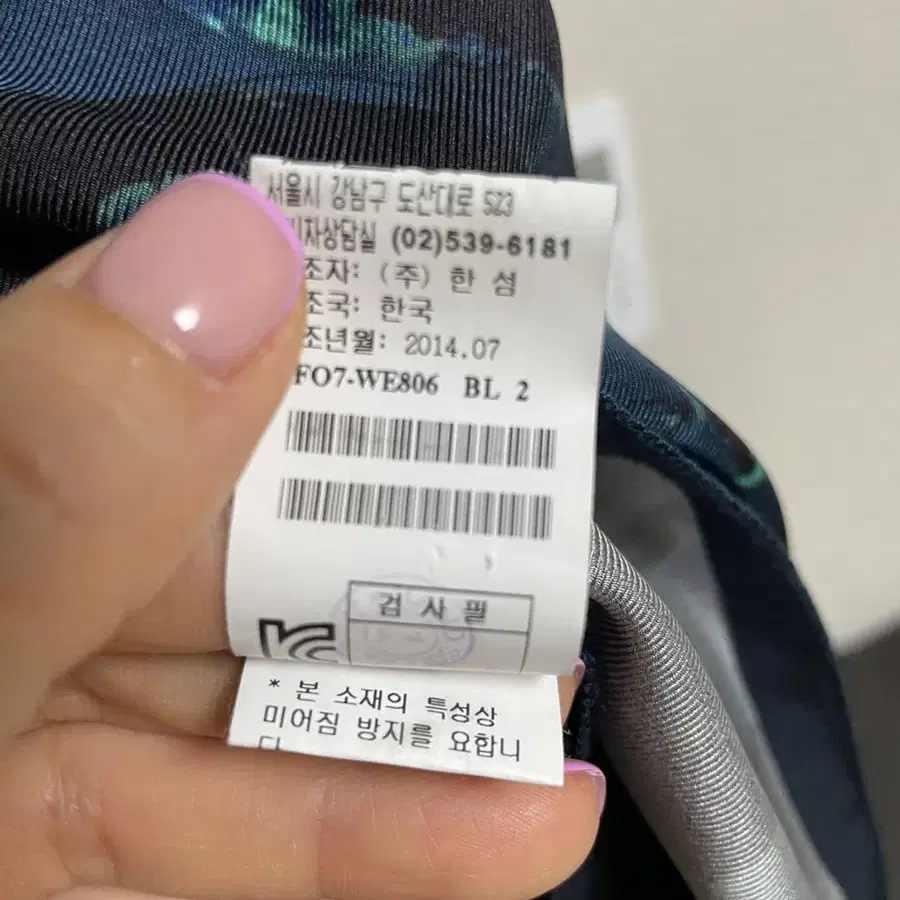 서울시 강남구 도산대로 523
차상담실 (02)539-6181
조자: (주) 한 섬
조국: 한국
조년월: 2014.07
FO7-WE806 BL 2
검 사 필
* 본 소재의 특성상
미어짐 방지를 요합니